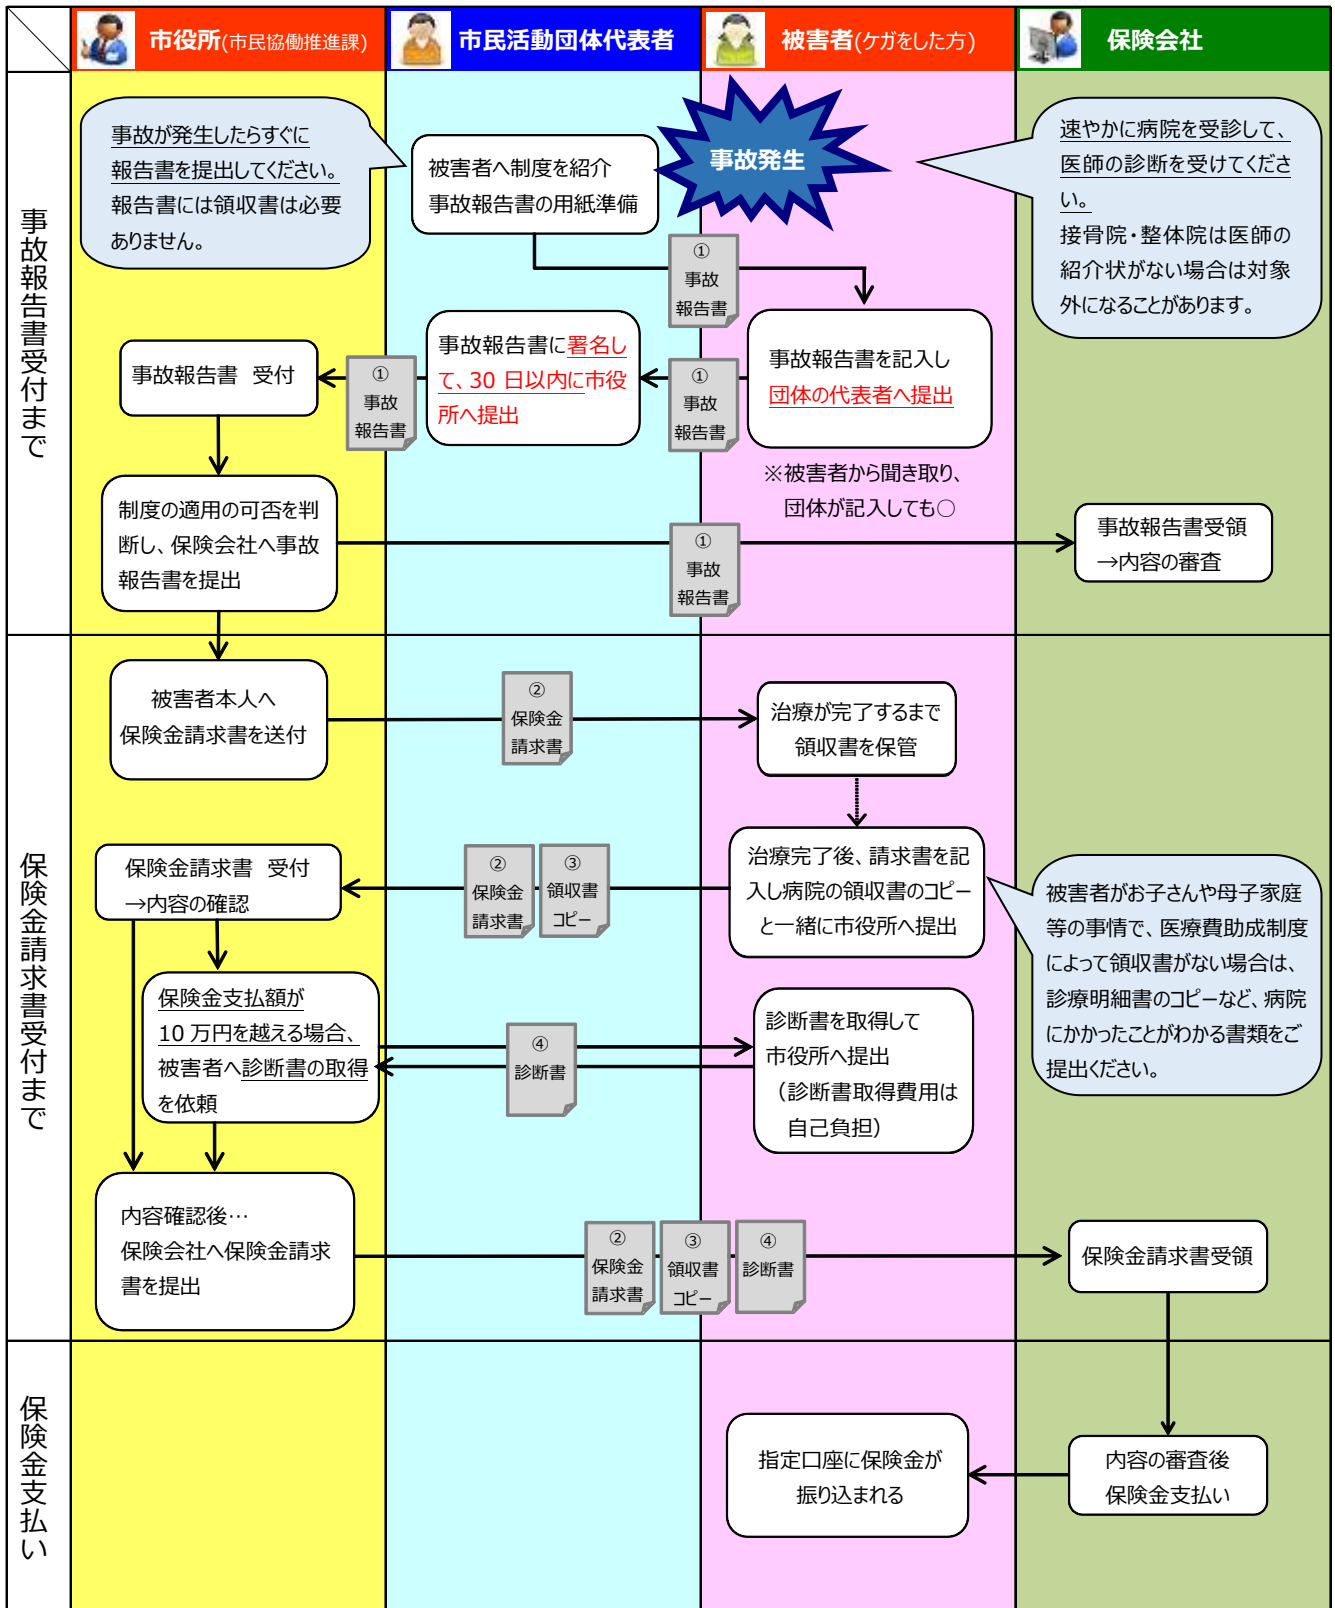 市役所(市民協働推進課)
市民活動団体代表者
被害者(ケガをした方)
保険会社
事故報告書受付まで
事故が発生したらすぐに
報告書を提出してください。
報告書には領収書は必要
ありません。
被害者へ制度を紹介
事故報告書の用紙準備
事故発生
速やかに病院を受診して、
医師の診断を受けてくださ
い。
接骨院・整体院は医師の
紹介状がない場合は対象
外になることがあります。
①
事故
報告書
事故報告書 受付
①
事故
報告書
事故報告書に署名し
て、30 日以内に市役
所へ提出
①
事故
報告書
事故報告書を記入し
団体の代表者へ提出
※被害者から聞き取り、
団体が記入しても○
制度の適用の可否を判
断し、保険会社へ事故
報告書を提出
①
事故
報告書
事故報告書受領
→内容の審査
保険金請求書受付まで
被害者本人へ
保険金請求書を送付
②
保険金
請求書
治療が完了するまで
領収書を保管
保険金請求書 受付
→内容の確認
②
保険金
請求書
③
領収書
コピー
治療完了後、請求書を記
入し病院の領収書のコピー
と一緒に市役所へ提出
被害者がお子さんや母子家庭
等の事情で、医療費助成制度
によって領収書がない場合は、
診療明細書のコピーなど、病院
にかかったことがわかる書類をご
提出ください。
保険金支払額が
10 万円を越える場合、
被害者へ診断書の取得
を依頼
④
診断書
診断書を取得して
市役所へ提出
（診断書取得費用は
自己負担）
内容確認後…
保険会社へ保険金請求
書を提出
②
保険金
請求書
③
領収書
コピー
④
診断書
保険金請求書受領
保険金支払い
指定口座に保険金が
振り込まれる
内容の審査後
保険金支払い